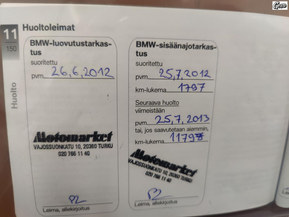 11
150
Huolto
Huoltoleimat
BMW-luovutustarkas-
tus
suoritettu
pvm. 26,6,2012
Motomarket
VAJOSSUONKATU 10, 20360 TURKU
020 786 11 40
Leima, allekirjoitus
BMW-sisäänajotarkas-
tus
suoritettu
pvm. 25,7,2012
km-lukema 1797
Seuraava huolto
viimeistään
pvm. 25,7,2013
tai, jos saavutetaan aiemmin,
11797
Motomarket
VAJOSSUONKATU 10, 20360 TURKU
020 786 11 40
Leima, allekirjoitus